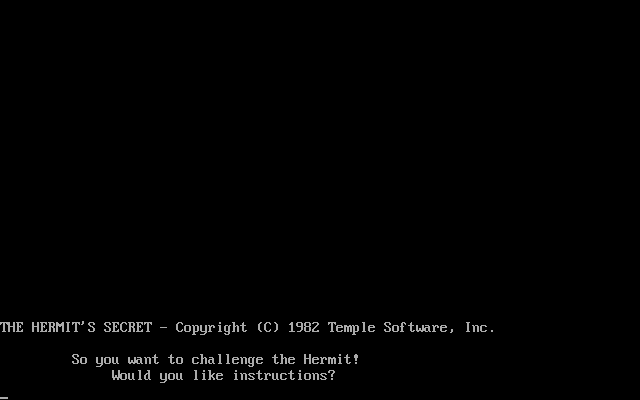 THE HERMIT'S SECRET - Copyright (C) 1982 Temple Software, Inc.
So you want to challenge the Hermit!
Would you like instructions?